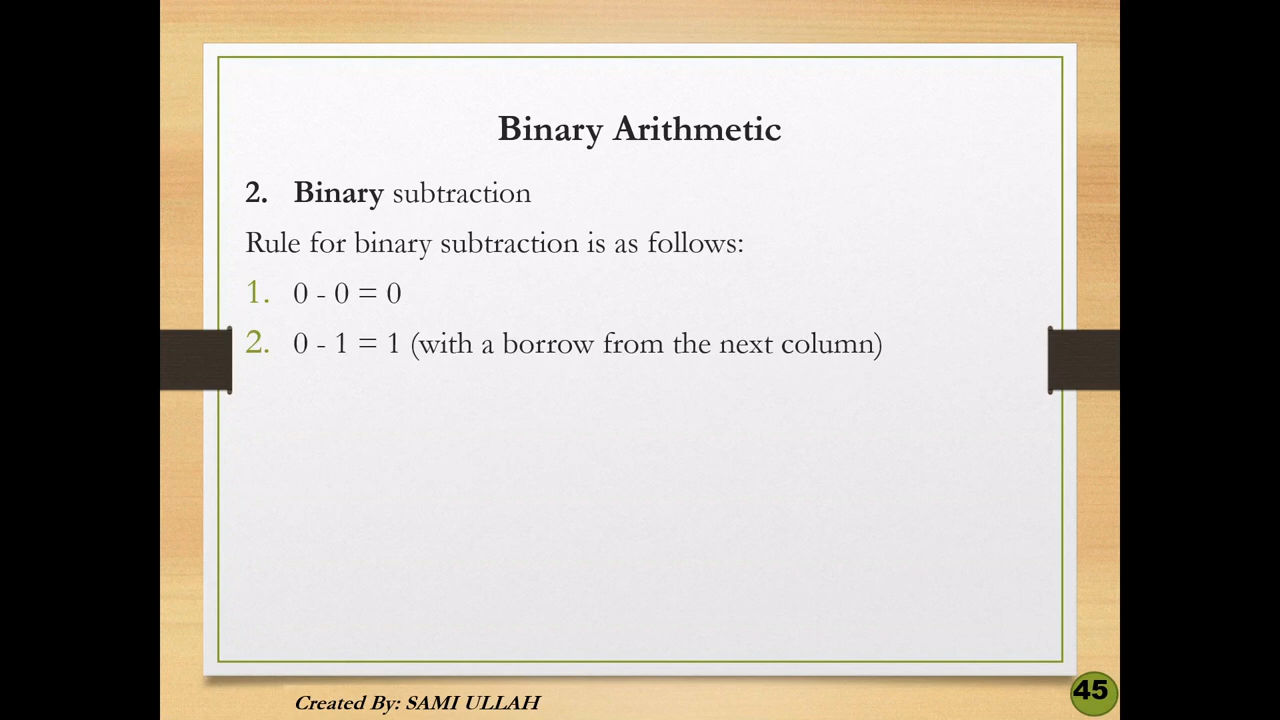 Binary Arithmetic
2. Binary subtraction
Rule for binary subtraction is as follows:
1. 0 - 0 = 0
2. 0 - 1 = 1 (with a borrow from the next column)
Created By: SAMI ULLAH
45